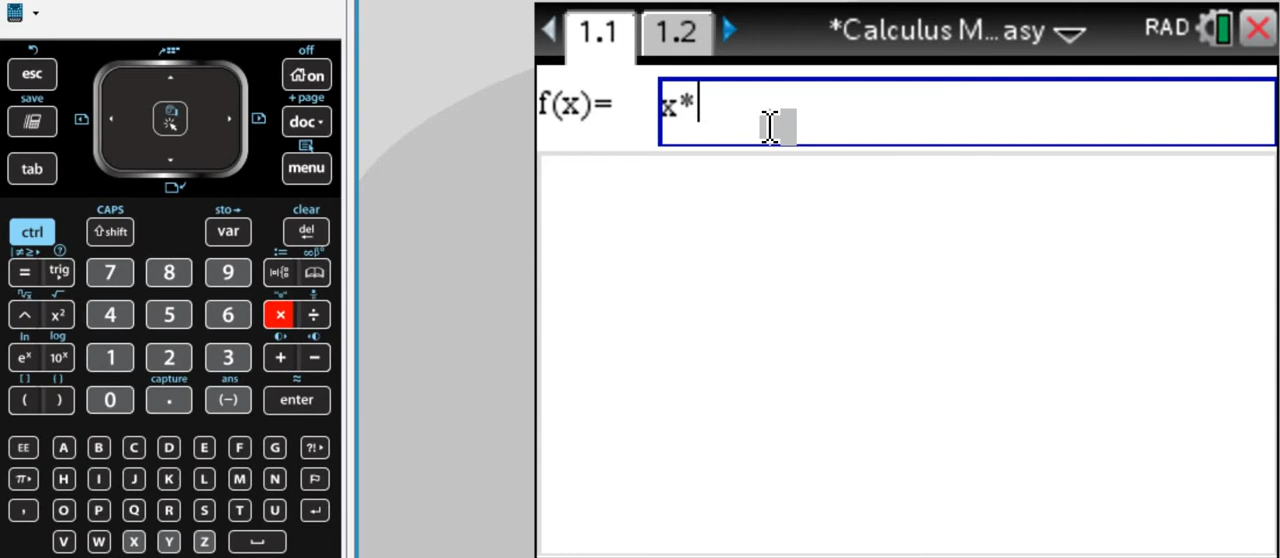 1.1 1.2 *Calculus M...asy RAD
off
esc on
save + page
doc
tab menu
CAPS sto→ clear
ctrl shift var del
|≠≥▸ ? := ∞β°
= trig 7 8 9
ⁿ√x √
^ x² 4 5 6 × ÷
ln log
eˣ 10ˣ 1 2 3 + −
[ ] { } capture ans ≈
( ) 0 . (−) enter
EE A B C D E F G ?!▸
π▸ H I J K L M N
, O P Q R S T U
V W X Y Z
f(x)= x*